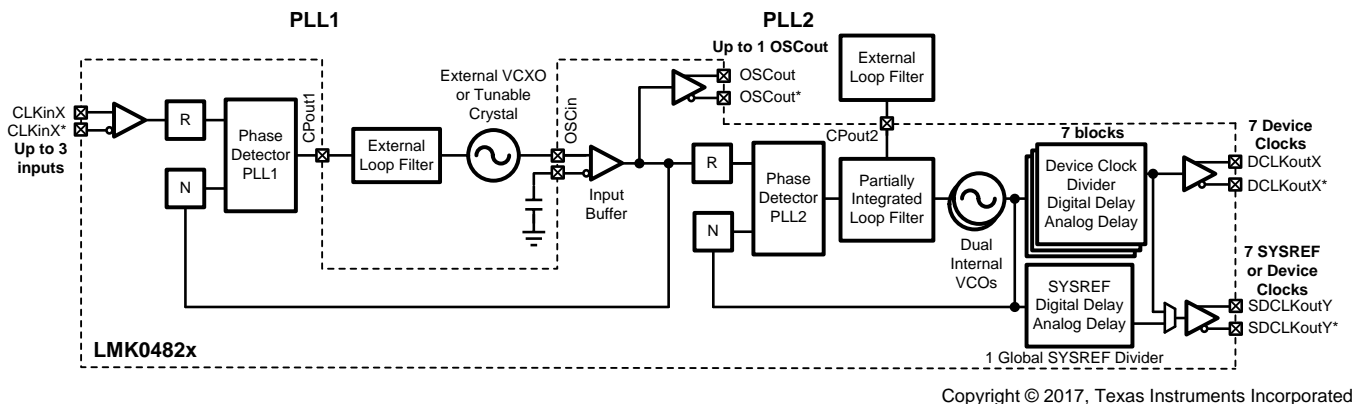 PLL1
PLL2
Up to 1 OSCout
OSCout
OSCout*
External
Loop Filter
External VCXO
or Tunable
Crystal
CLKinX
CLKinX*
Up to 3
inputs
R
N
Phase
Detector
PLL1
CPout1
External
Loop Filter
OSCin
Input
Buffer
R
N
Phase
Detector
PLL2
CPout2
Partially
Integrated
Loop Filter
Dual
Internal
VCOs
7 blocks
Device Clock
Divider
Digital Delay
Analog Delay
7 Device
Clocks
DCLKoutX
DCLKoutX*
SYSREF
Digital Delay
Analog Delay
1 Global SYSREF Divider
7 SYSREF
or Device
Clocks
SDCLKoutY
SDCLKoutY*
LMK0482x
Copyright © 2017, Texas Instruments Incorporated